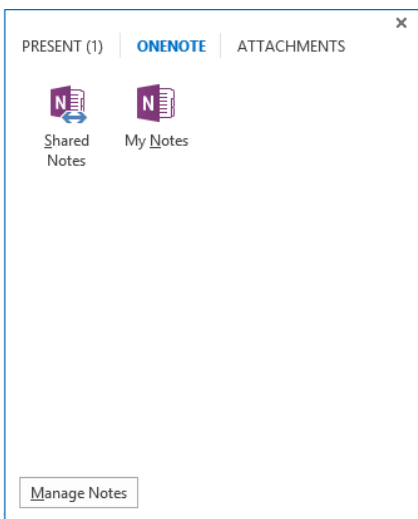 PRESENT (1) ONENOTE ATTACHMENTS
Shared My Notes
Notes
Manage Notes